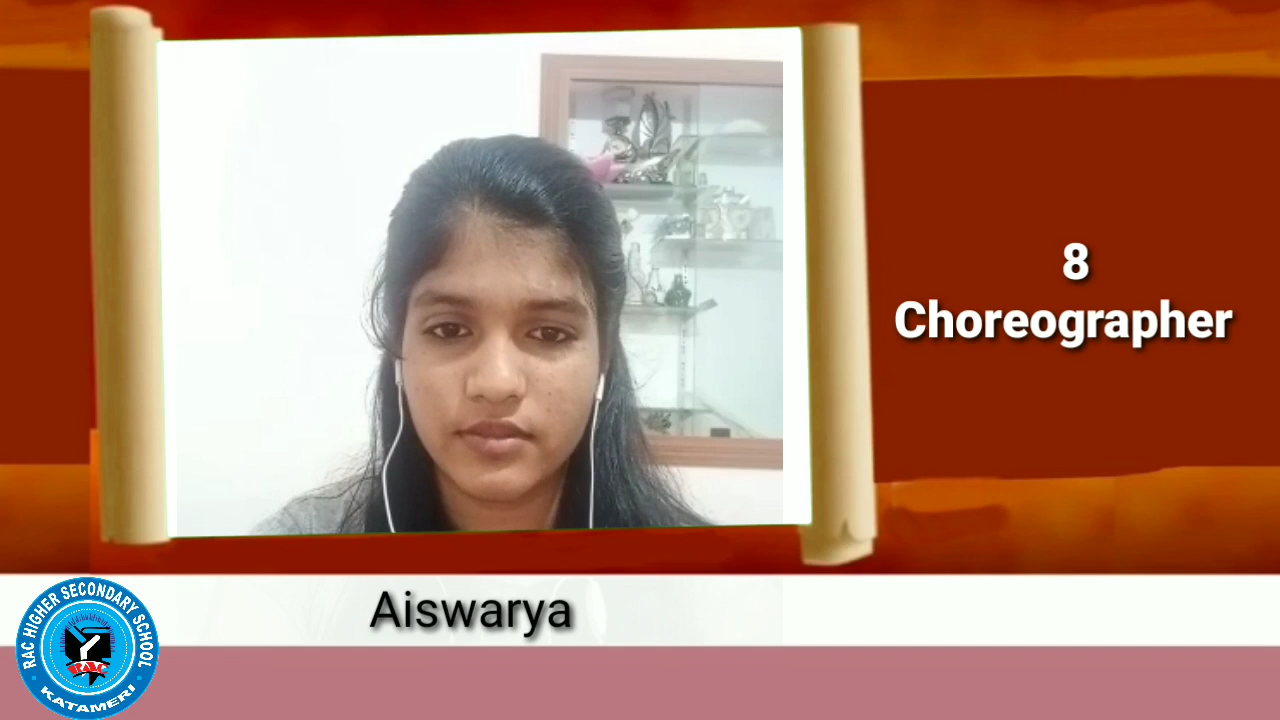 8
Choreographer
Aiswarya
RAC HIGHER SECONDARY SCHOOL
RAC
KATAMERI